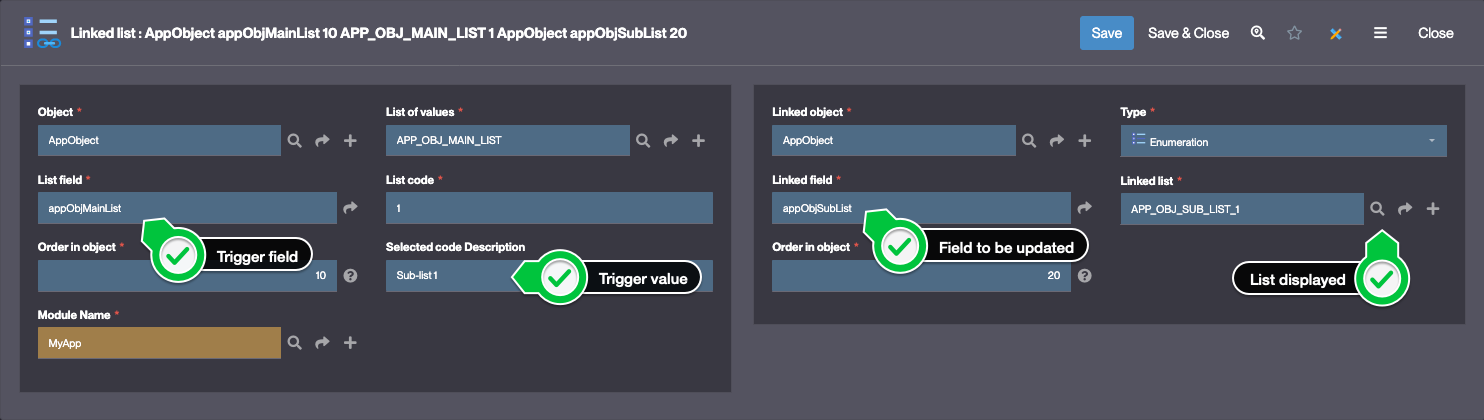 Linked list : AppObject appObjMainList 10 APP_OBJ_MAIN_LIST 1 AppObject appObjSubList 20
Save
Save & Close
Close
Object *
AppObject
List of values *
APP_OBJ_MAIN_LIST
List field *
appObjMainList
List code *
1
Order in object *
10
Trigger field
Selected code Description
Sub-list 1
Trigger value
Module Name *
MyApp
Linked object *
AppObject
Type *
Enumeration
Linked field *
appObjSubList
Linked list *
APP_OBJ_SUB_LIST_1
Order in object *
20
Field to be updated
List displayed